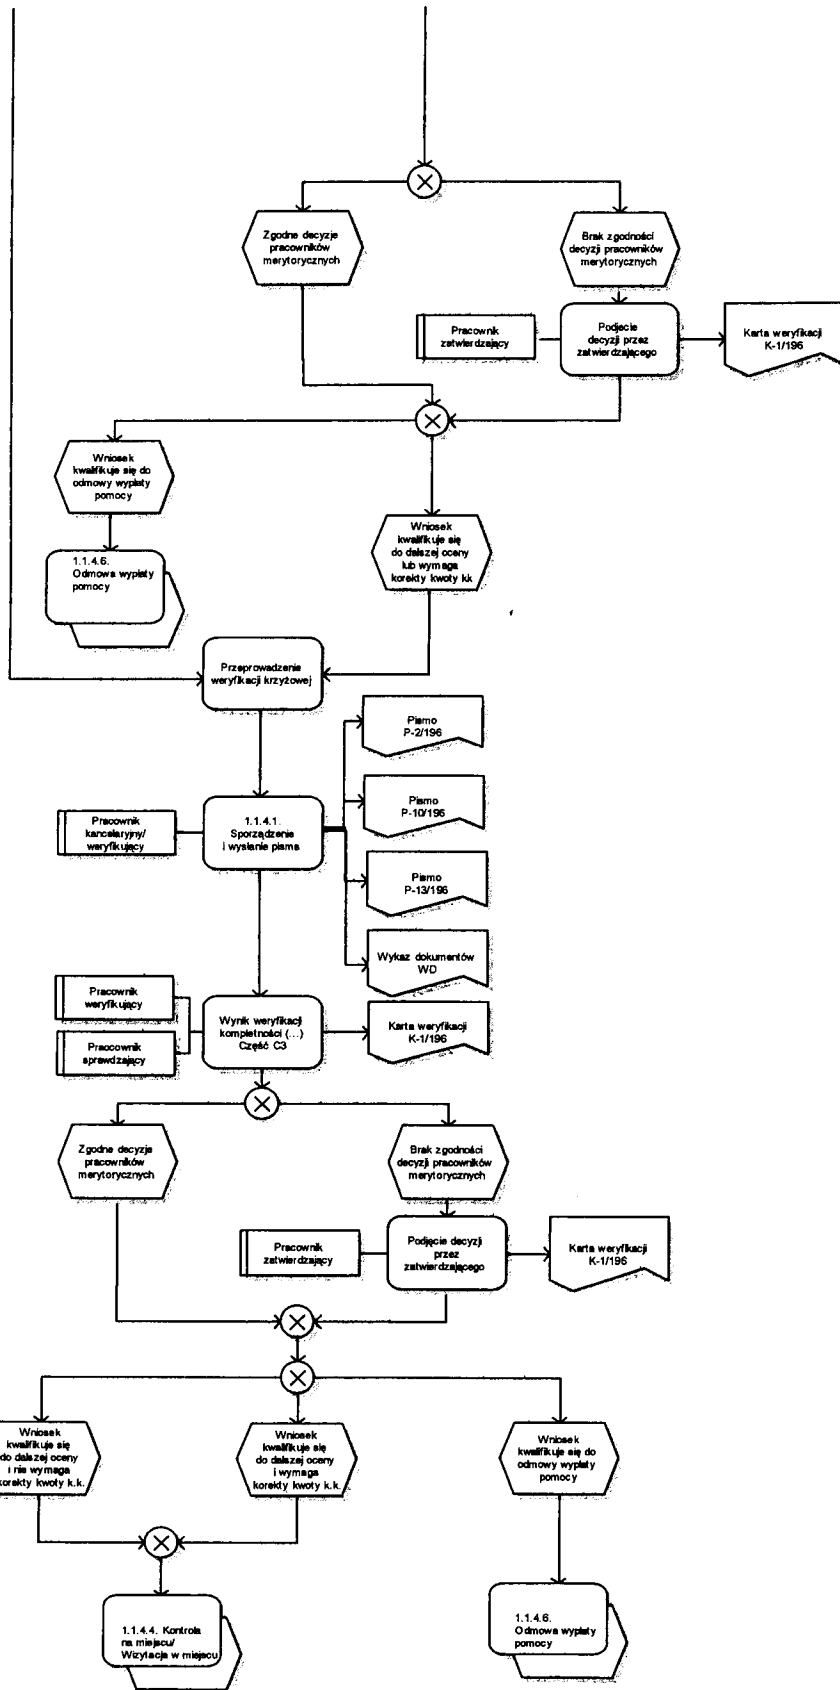 Zgodne decyzje
pracowników
merytorycznych
Brak zgodności
decyzji pracowników
merytorycznych
Pracownik
zatwierdzający
Podjęcie
decyzji przez
zatwierdzającego
Karta weryfikacji
K-1/196
Wniosek
kwalifikuje się do
odmowy wypłaty
pomocy
Wniosek
kwalifikuje się
do dalszej oceny
lub wymaga
korekty kwoty kk
1.1.4.6.
Odmowa wypłaty
pomocy
Przeprowadzenie
weryfikacji krzyżowej
Pismo
P-2/196
Pracownik
kancelaryjny/
weryfikujący
1.1.4.1.
Sporządzenie
i wysłanie pisma
Pismo
P-10/196
Pismo
P-13/196
Wykaz dokumentów
WD
Pracownik
weryfikujący
Pracocwnik
sprawdzający
Wynik weryfikacji
kompletności (...)
Część C3
Karta weryfikacji
K-1/196
Zgodne decyzje
pracowników
merytorycznych
Brak zgodności
decyzji pracowników
merytorycznych
Pracownik
zatwierdzający
Podjęcie decyzji
przez
zatwierdzającego
Karta weryfikacji
K-1/196
Wniosek
kwalifikuje się
do dalszej oceny
i nie wymaga
korekty kwoty k.k.
Wniosek
kwalifikuje się
do dalszej oceny
i wymaga
korekty kwoty k.k.
Wniosek
kwalifikuje się do
odmowy wypłaty
pomocy
1.1.4.4. Kontrola
na miejscu/
Wizytacja w miejscu
1.1.4.6.
Odmowa wypłaty
pomocy